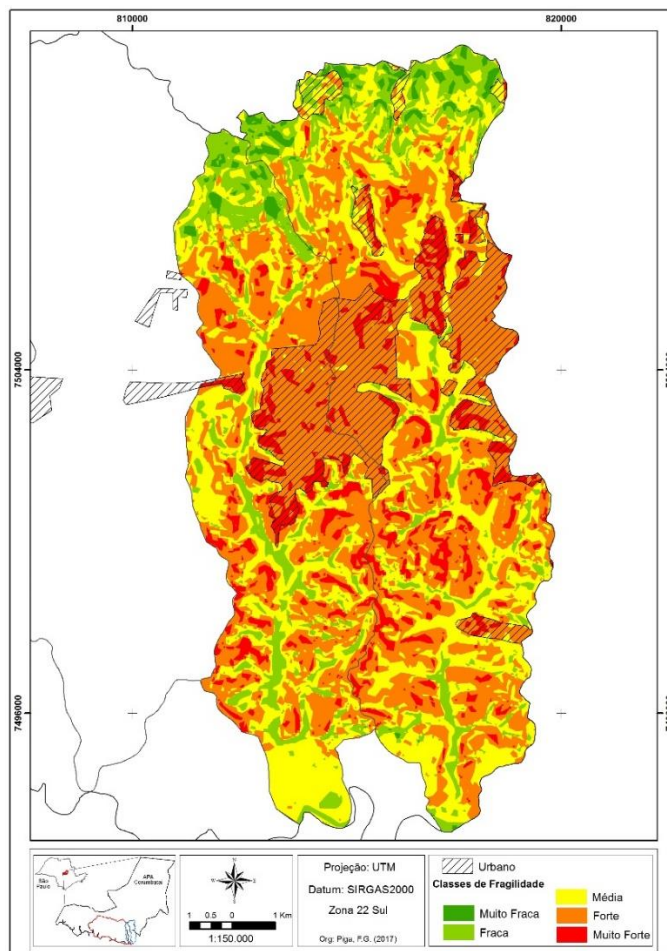 810000
820000
7504000
7496000
São
Paulo
APA
Corumbataí
N
1 0.5 0 1 Km
1:150.000
Projeção: UTM
Datum: SIRGAS2000
Zona 22 Sul
Org: Piga, F.G. (2017)
Urbano
Classes de Fragilidade
Muito Fraca
Fraca
Média
Forte
Muito Forte